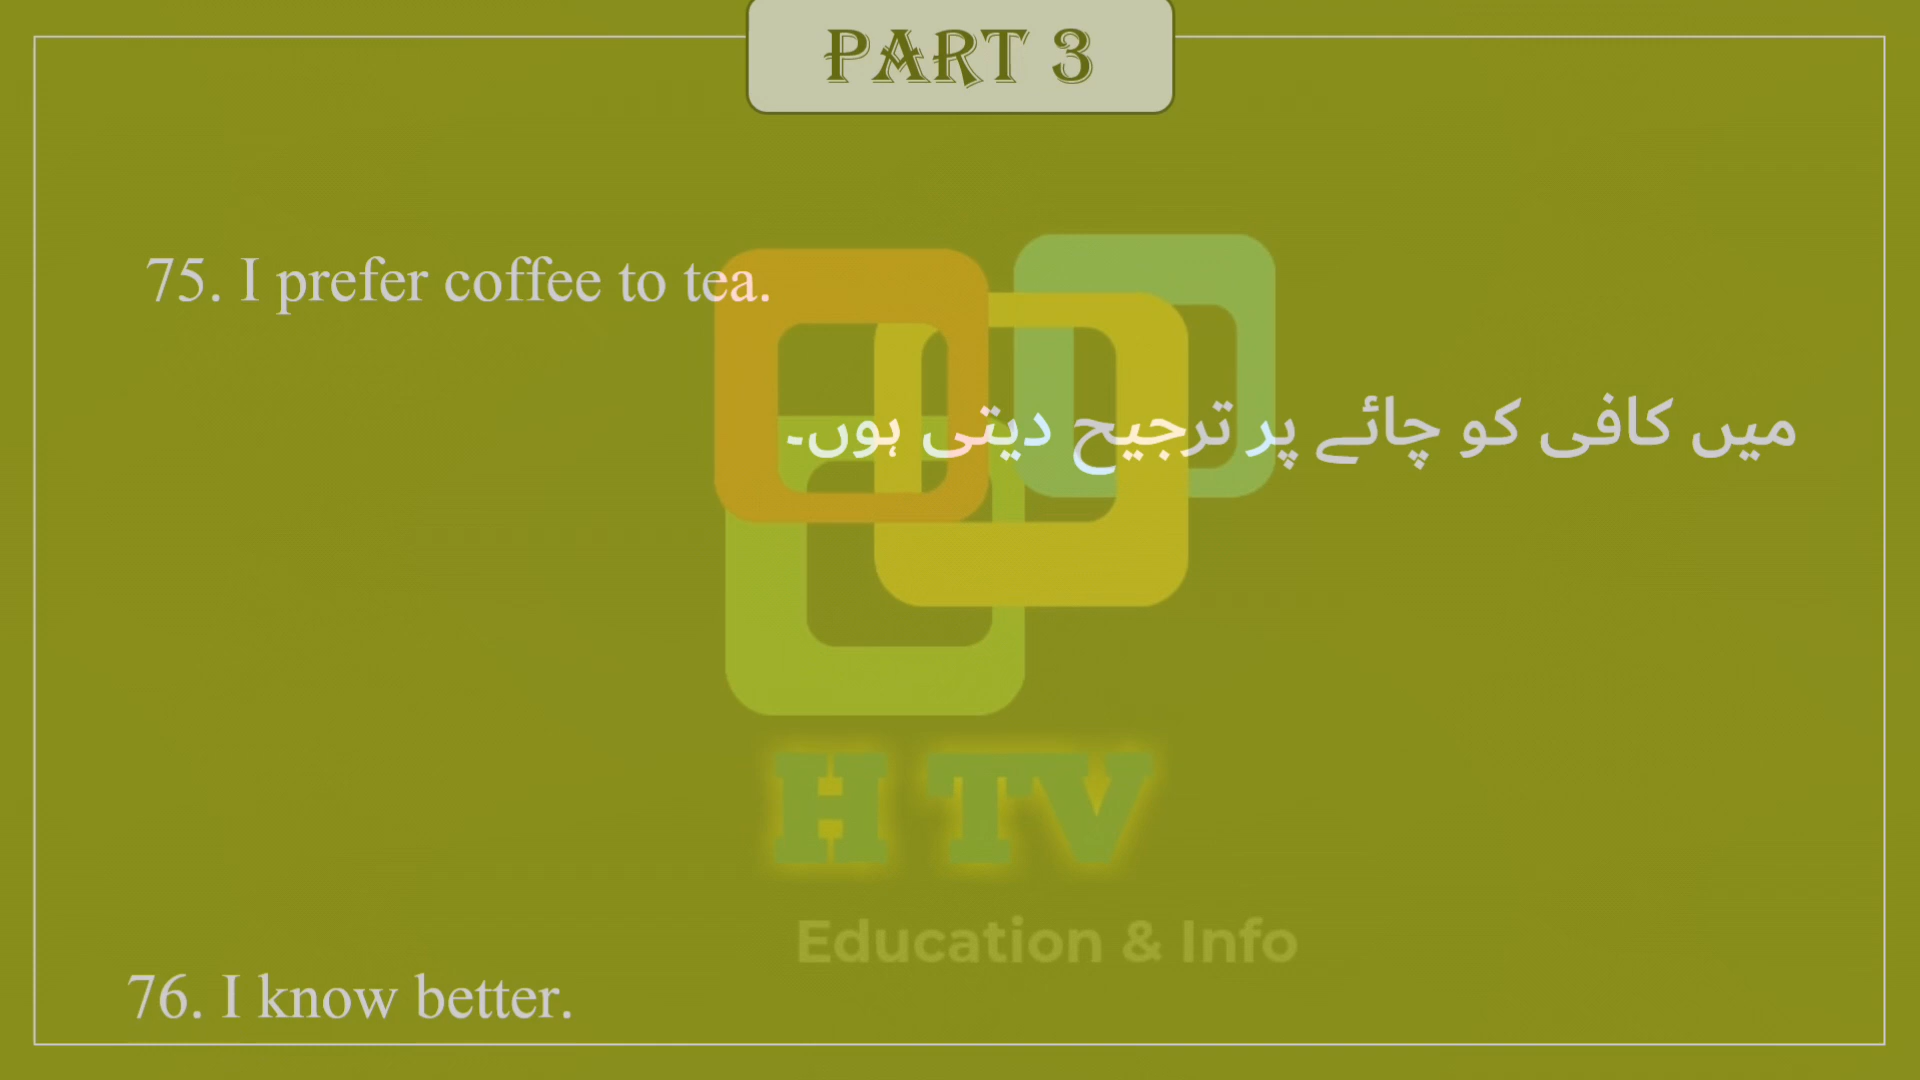 PART 3
75. I prefer coffee to tea.
میں کافی کو چائے پر ترجیح دیتی ہوں۔
H TV
Education & Info
76. I know better.